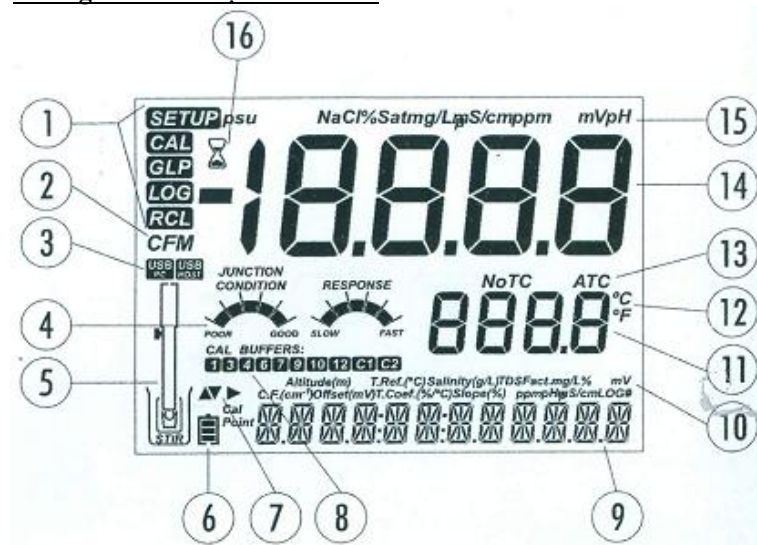 16
1
SETUP psu NaCl%Satmg/LµpS/cmppm mVpH
15
CAL
GLP
LOG
RCL
-18.8.8.8
14
2
CFM
3
USB PC USB HOST
JUNCTION CONDITION
RESPONSE
NoTC ATC
13
°C
°F
12
4
POOR GOOD
SLOW FAST
888.8
11
CAL BUFFERS:
1 3 4 6 7 9 10 12 C1 C2
5
Altitude(m) T.Ref.(°C) Salinity(g/L)TDSFact.mg/L% mV
C.F.(cm⁻¹)Offset(mV)T.Coef.(%/°C)Slope(%) ppmpHµS/cmLOG#
10
Cal
Point
STIR
6
7
8
9